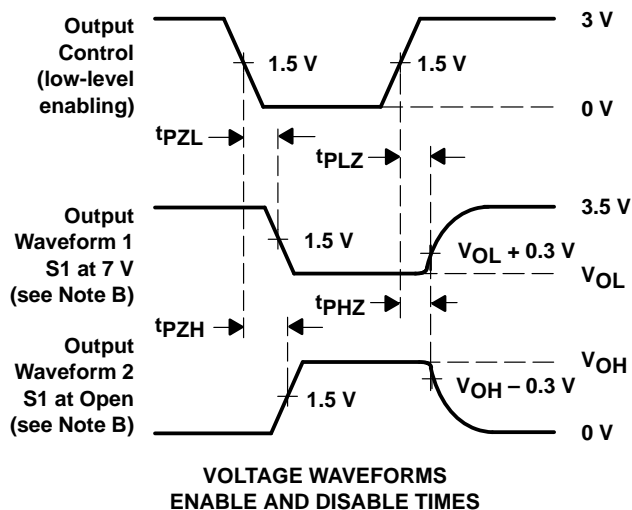 Output
Control
(low-level
enabling)
1.5 V
1.5 V
3 V
0 V
tPZL
tPLZ
Output
Waveform 1
S1 at 7 V
(see Note B)
1.5 V
3.5 V
VOL + 0.3 V
VOL
tPZH
tPHZ
Output
Waveform 2
S1 at Open
(see Note B)
1.5 V
VOH
VOH – 0.3 V
0 V
VOLTAGE WAVEFORMS
ENABLE AND DISABLE TIMES